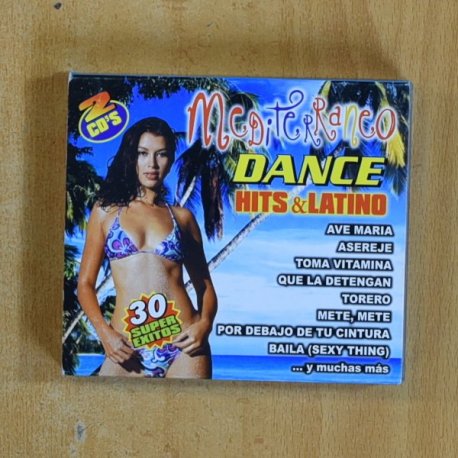 2
CD'S
Mediterraneo
DANCE
HITS & LATINO
AVE MARIA
ASEREJE
TOMA VITAMINA
QUE LA DETENGAN
TORERO
METE, METE
POR DEBAJO DE TU CINTURA
BAILA (SEXY THING)
... y muchas más
30
SUPER
EXITOS